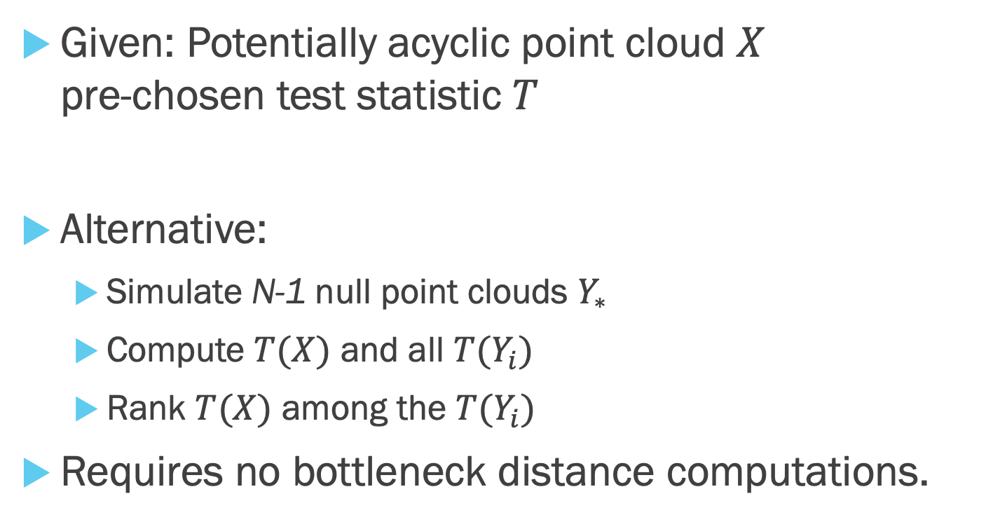 Given: Potentially acyclic point cloud X
pre-chosen test statistic T
Alternative:
Simulate N-1 null point clouds Y_*
Compute T(X) and all T(Y_i)
Rank T(X) among the T(Y_i)
Requires no bottleneck distance computations.